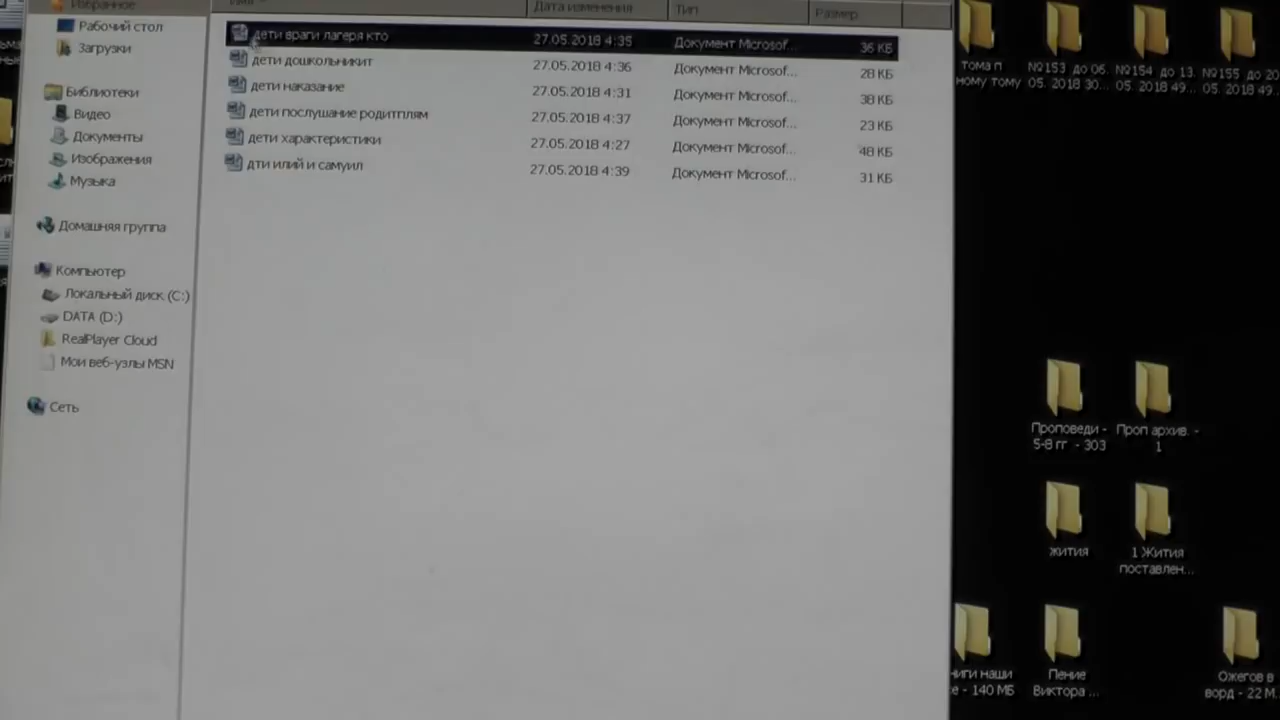 Избранное
Рабочий стол
Загрузки
Библиотеки
Видео
Документы
Изображения
Музыка
Домашняя группа
Компьютер
Локальный диск (C:)
DATA (D:)
RealPlayer Cloud
Мои веб-узлы MSN
Сеть
Имя Дата изменения Тип Размер
дети враги лагеря кто 27.05.2018 4:35 Документ Microsof... 36 КБ
дети дошкольникит 27.05.2018 4:36 Документ Microsof... 28 КБ
дети наказание 27.05.2018 4:31 Документ Microsof... 38 КБ
дети послушание родитплям 27.05.2018 4:37 Документ Microsof... 23 КБ
дети характеристики 27.05.2018 4:27 Документ Microsof... 48 КБ
дти илий и самуил 27.05.2018 4:39 Документ Microsof... 31 КБ
тома п
ному тому
№153 до 06.
05. 2018 30...
№154 до 13.
05. 2018 49...
№155 до 20
05. 2018 49..
Проповеди -
5-8 гг - 303
Проп архив. -
1
жития
1 Жития
поставлен...
иги наши
е - 140 МБ
Пение
Виктора ...
Ожегов в
ворд - 22 М